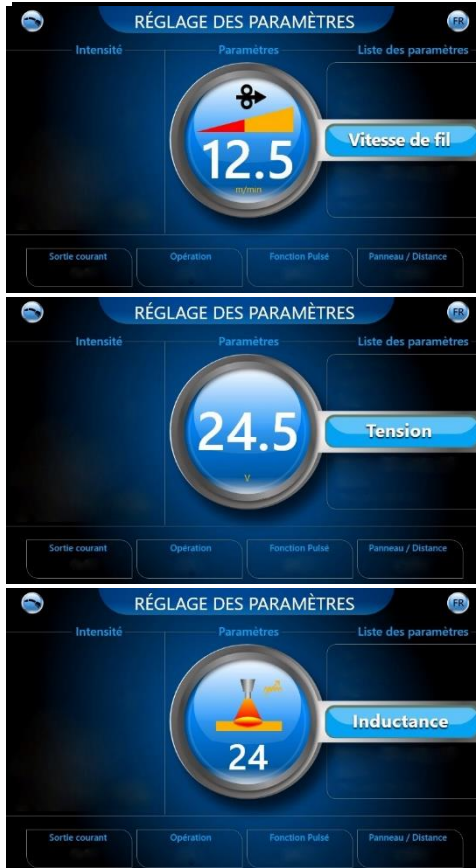 RÉGLAGE DES PARAMÈTRES FR
Intensité Paramètres Liste des paramètres
12.5
m/min
Vitesse de fil
Sortie courant Opération Fonction Pulsé Panneau / Distance
RÉGLAGE DES PARAMÈTRES FR
Intensité Paramètres Liste des paramètres
24.5
V
Tension
Sortie courant Opération Fonction Pulsé Panneau / Distance
RÉGLAGE DES PARAMÈTRES FR
Intensité Paramètres Liste des paramètres
24
Inductance
Sortie courant Opération Fonction Pulsé Panneau / Distance